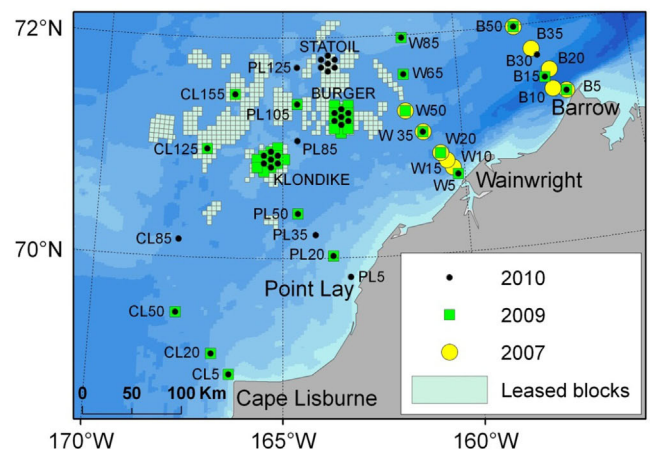 72°N
70°N
170°W
165°W
160°W
STATOIL
PL125
BURGER
CL155
PL105
CL125
PL85
KLONDIKE
PL50
PL35
CL85
PL20
PL5
Point Lay
CL50
CL20
CL5
Cape Lisburne
W85
W65
W50
W 35
W20
W10
W15
W5
Wainwright
B50
B35
B30
B20
B15
B10
B5
Barrow
0 50 100 Km
2010
2009
2007
Leased blocks